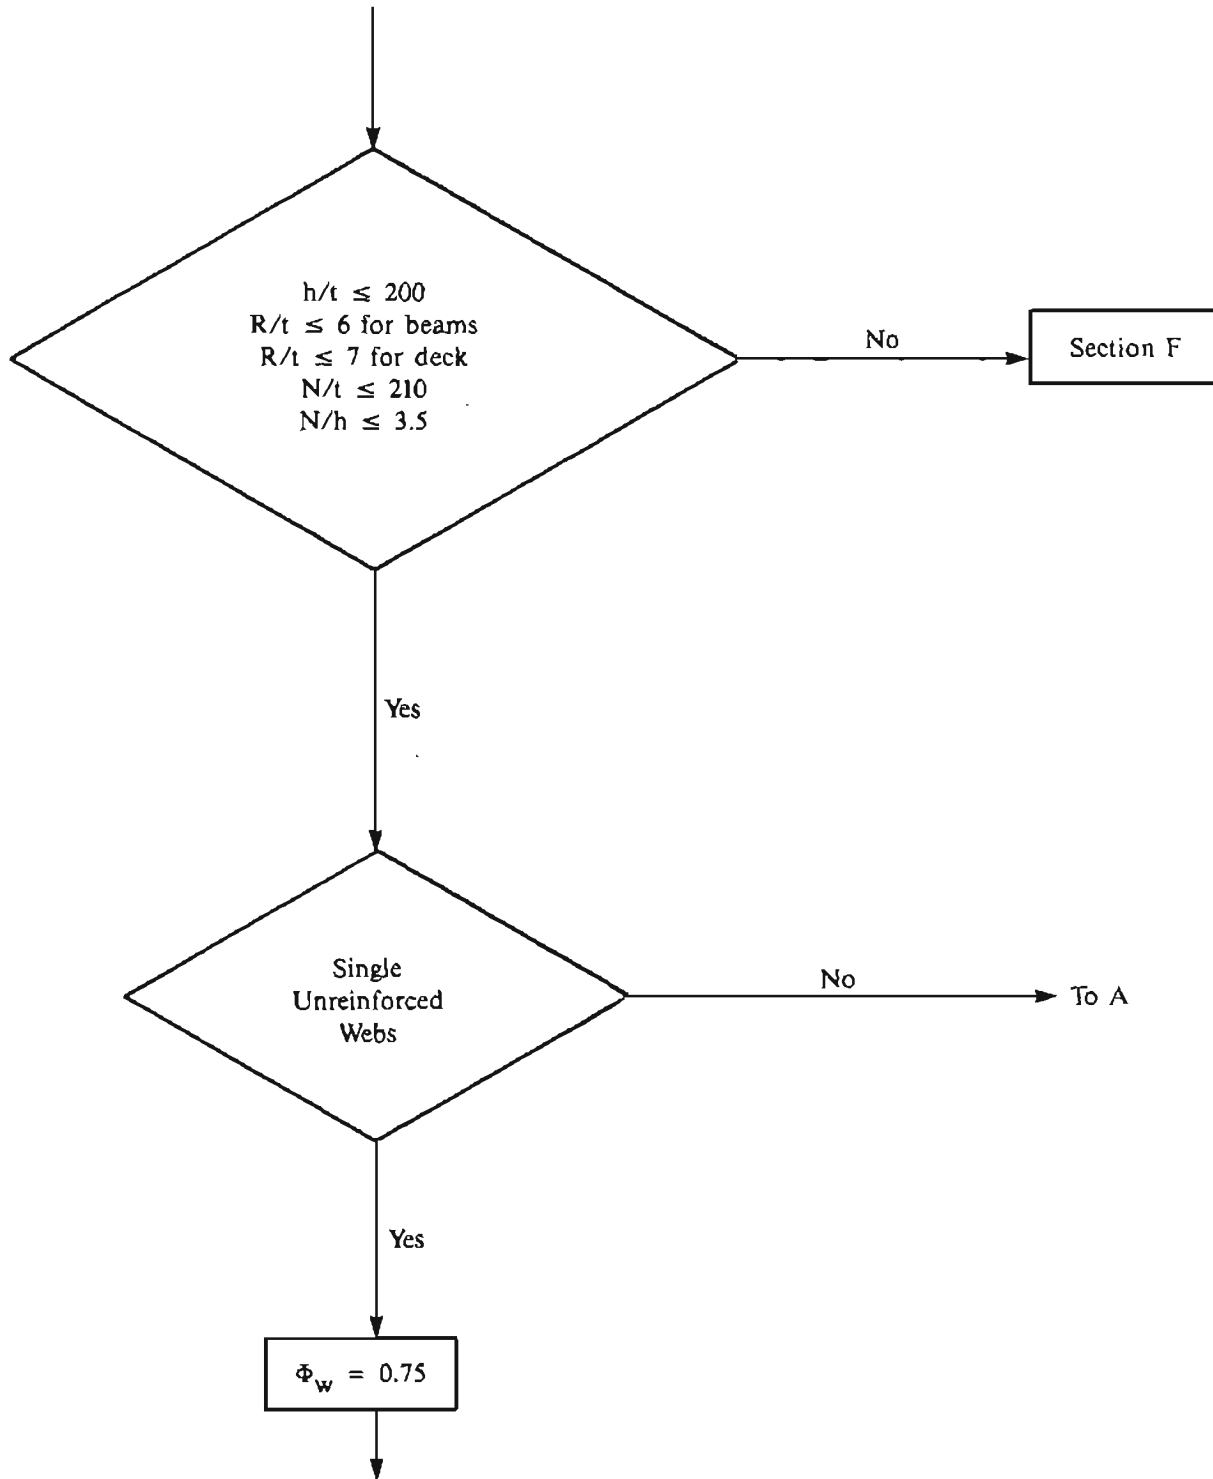 h/t ≤ 200
R/t ≤ 6 for beams
R/t ≤ 7 for deck
N/t ≤ 210
N/h ≤ 3.5
No
Section F
Yes
Single
Unreinforced
Webs
No
To A
Yes
Φw = 0.75